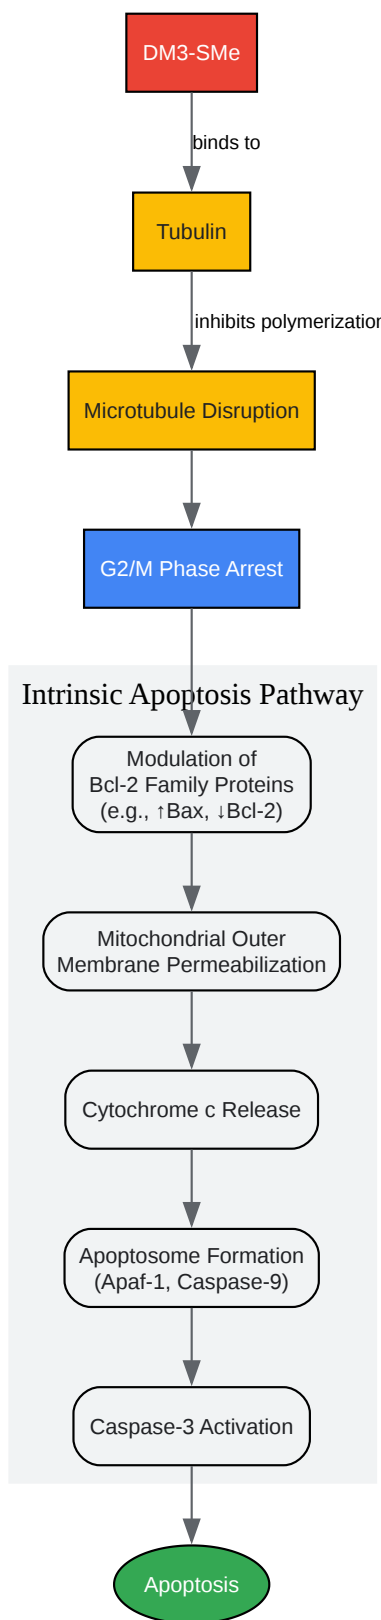 DM3-SMe
binds to
Tubulin
inhibits polymerization
Microtubule Disruption
G2/M Phase Arrest
Intrinsic Apoptosis Pathway
Modulation of
Bcl-2 Family Proteins
(e.g., ↑Bax, ↓Bcl-2)
Mitochondrial Outer
Membrane Permeabilization
Cytochrome c Release
Apoptosome Formation
(Apaf-1, Caspase-9)
Caspase-3 Activation
Apoptosis